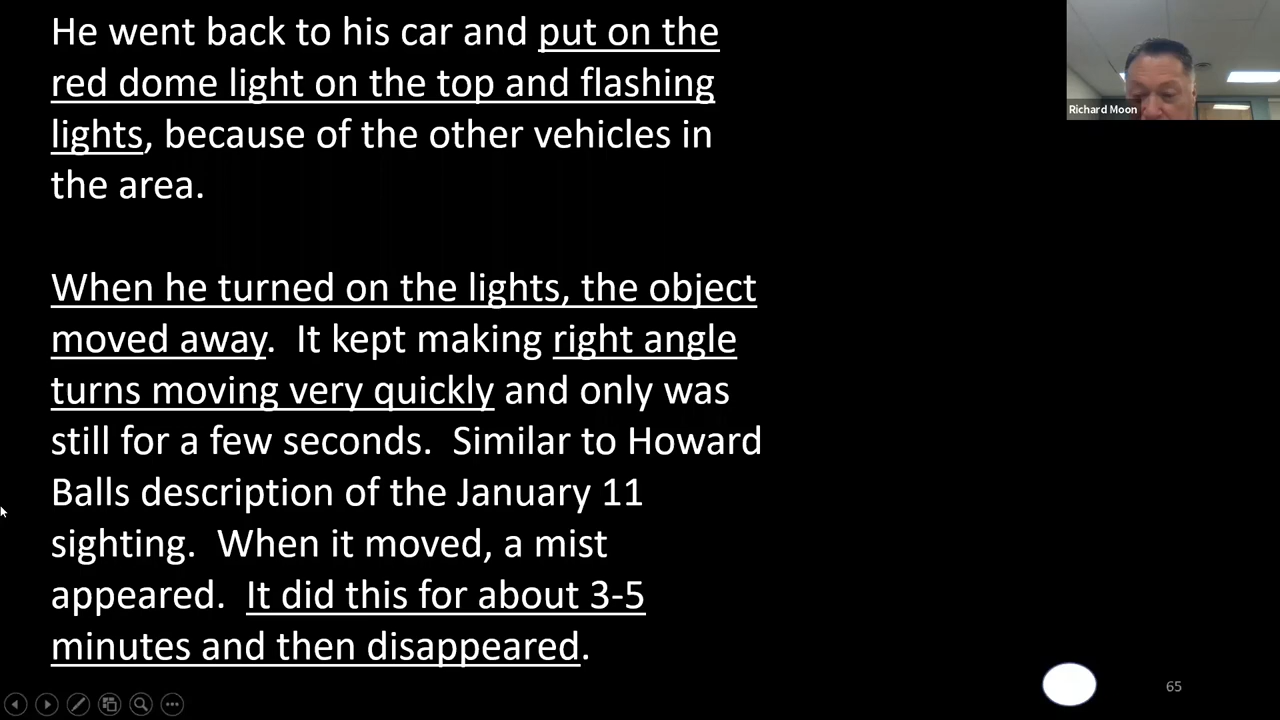 He went back to his car and put on the
red dome light on the top and flashing
lights, because of the other vehicles in
the area.
When he turned on the lights, the object
moved away.  It kept making right angle
turns moving very quickly and only was
still for a few seconds.  Similar to Howard
Balls description of the January 11
sighting.  When it moved, a mist
appeared.  It did this for about 3-5
minutes and then disappeared.
Richard Moon
65